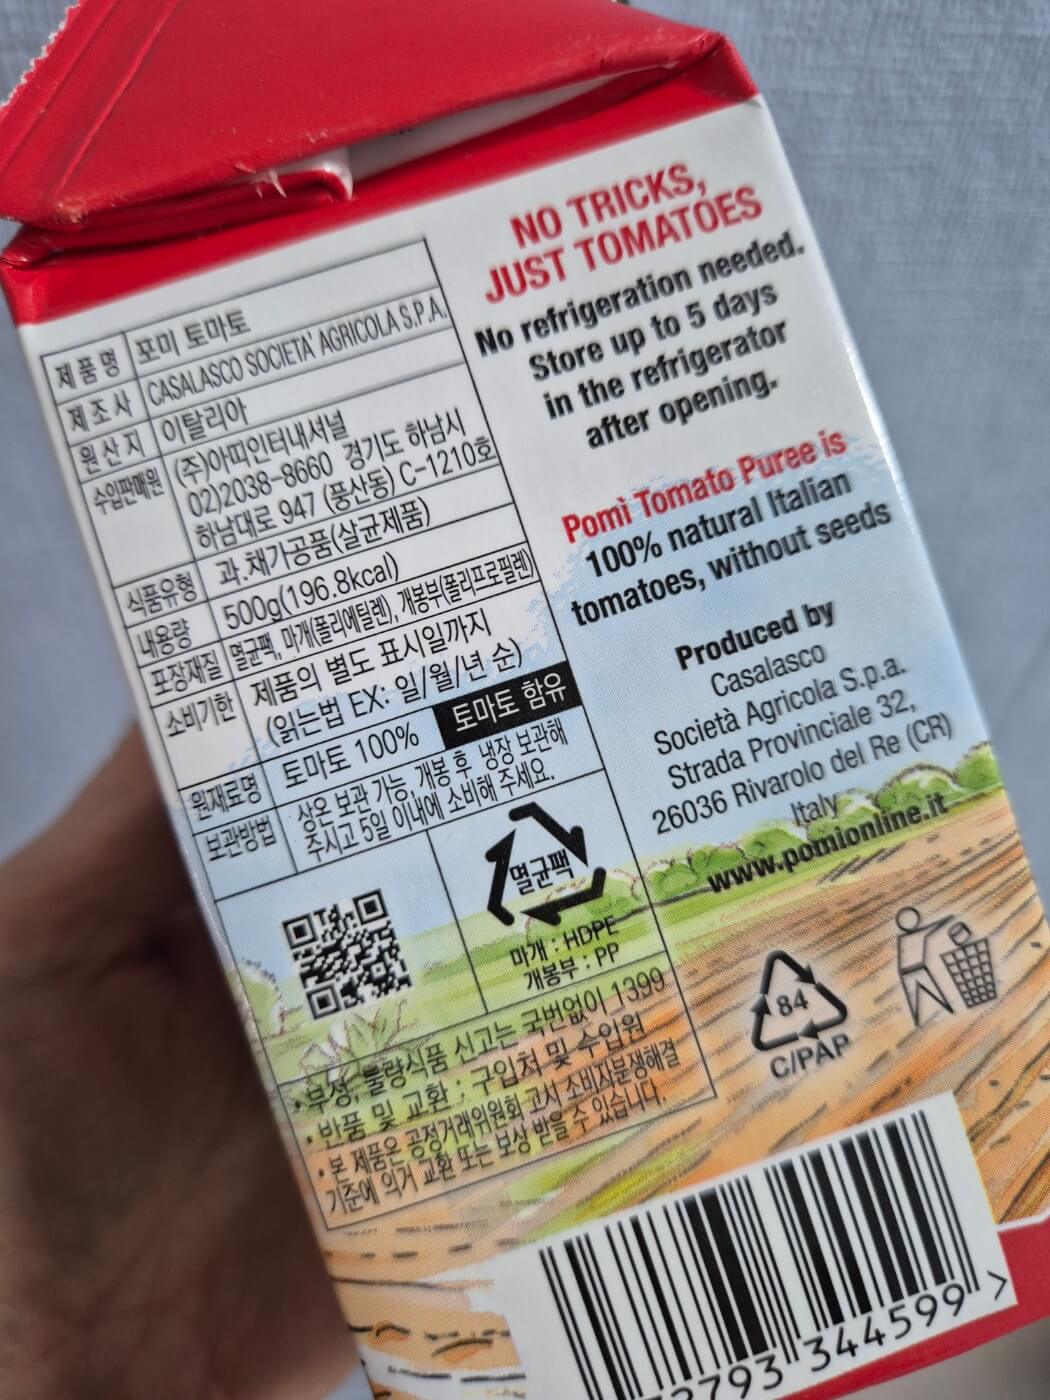 제품명 포미 토마토
제조사 CASALASCO SOCIETA' AGRICOLA S.P.A.
원산지 이탈리아
수입판매원 (주)아띠인터내셔널
02)2038-8660 경기도 하남시
하남대로 947 (풍산동) C-1210호
식품유형 과.채가공품(살균제품)
내용량 500g(196.8kcal)
포장재질 멸균팩, 마개(폴리에틸렌), 개봉부(폴리프로필렌)
소비기한 제품의 별도 표시일까지
(읽는법 EX: 일/월/년 순)
원재료명 토마토 100% 토마토 함유
보관방법 상온 보관 가능, 개봉 후 냉장 보관해
주시고 5일 이내에 소비해 주세요.
멸균팩
마개 : HDPE
개봉부 : PP
• 부정, 불량식품 신고는 국번없이 1399
• 반품 및 교환 : 구입처 및 수입원
• 본 제품은 공정거래위원회 고시 소비자분쟁해결
기준에 의거 교환 또는 보상 받을 수 있습니다.
NO TRICKS,
JUST TOMATOES
No refrigeration needed.
Store up to 5 days
in the refrigerator
after opening.
Pomì Tomato Puree is
100% natural Italian
tomatoes, without seeds
Produced by
Casalasco
Società Agricola S.p.a.
Strada Provinciale 32,
26036 Rivarolo del Re (CR)
Italy
www.pomionline.it
84
C/PAP
344599 >